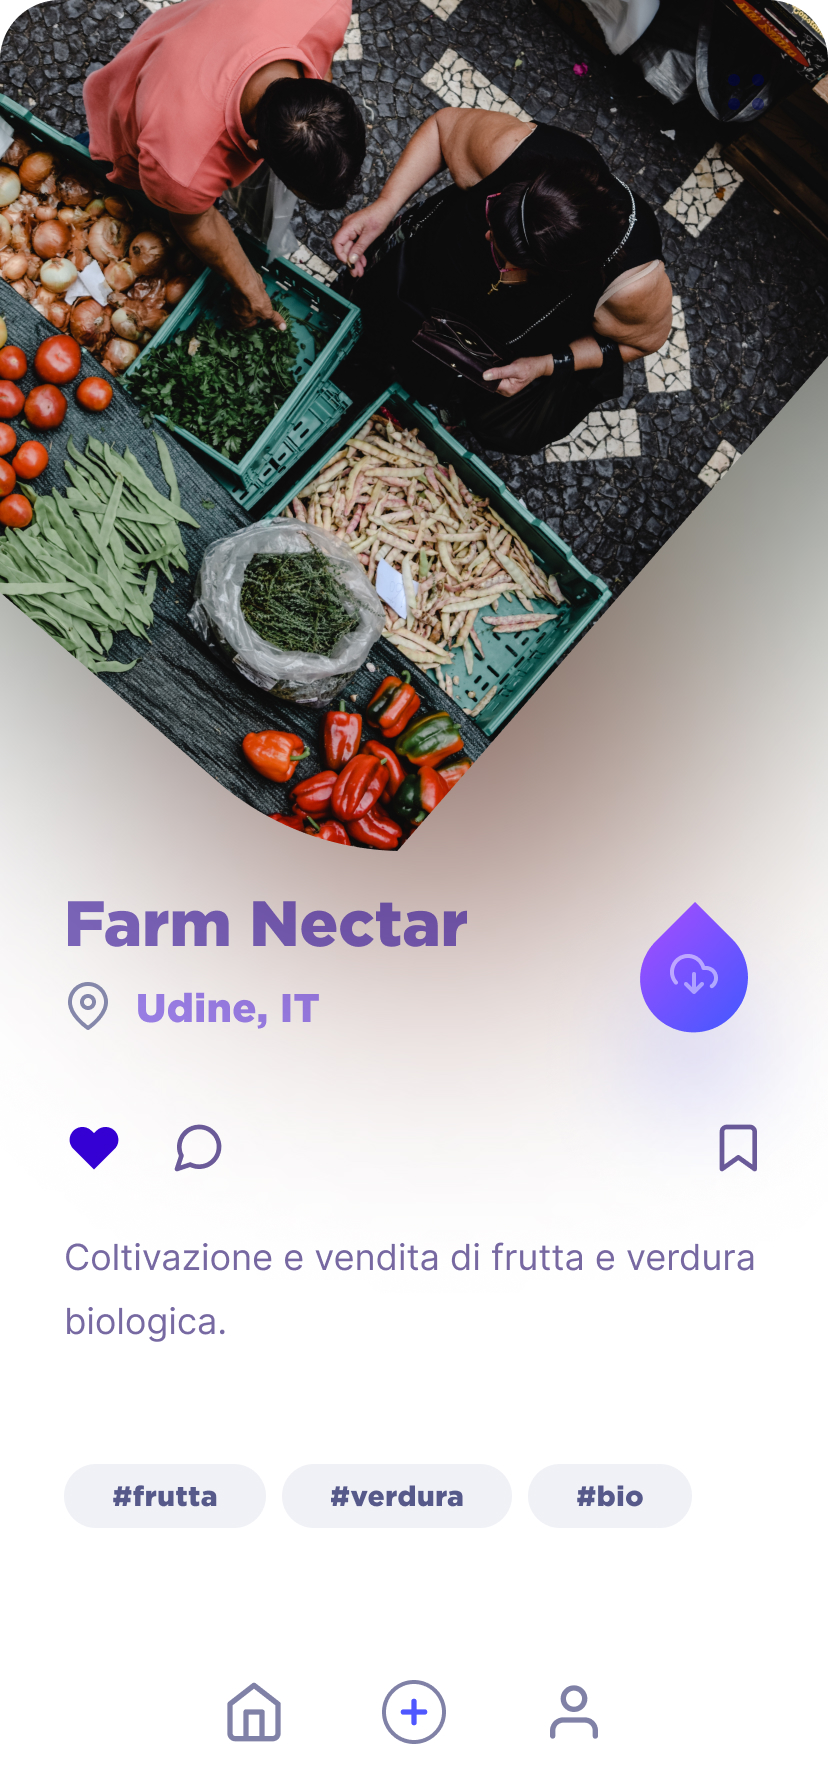 Farm Nectar
Udine, IT
Coltivazione e vendita di frutta e verdura
biologica.
#frutta #verdura #bio